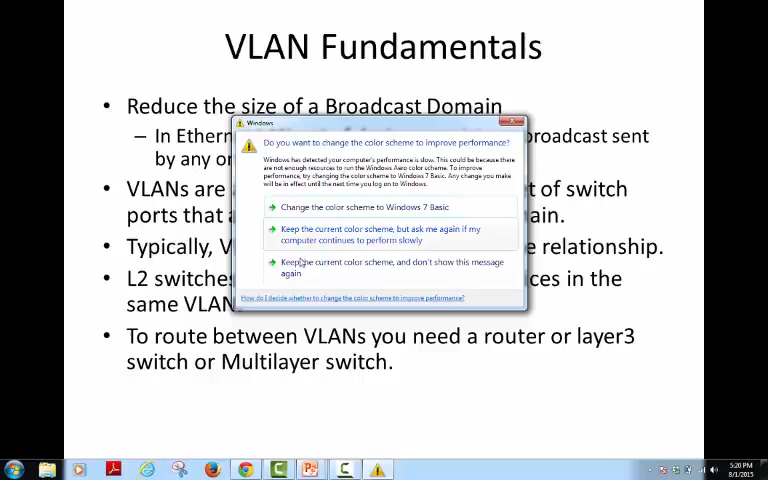 VLAN Fundamentals
• Reduce the size of a Broadcast Domain
– In Ethern
broadcast sent
by any o
• VLANs are
t of switch
ports that a
ain.
• Typically, V
e relationship.
• L2 switches
ces in the
same VLAN.
• To route between VLANs you need a router or layer3
switch or Multilayer switch.
Windows
Do you want to change the color scheme to improve performance?
Windows has detected your computer's performance is slow. This could be because there
are not enough resources to run the Windows Aero color scheme. To improve
performance, try changing the color scheme to Windows 7 Basic. Any change you make
will be in effect until the next time you log on to Windows.
Change the color scheme to Windows 7 Basic
Keep the current color scheme, but ask me again if my
computer continues to perform slowly
Keep the current color scheme, and don't show this message
again
How do I decide whether to change the color scheme to improve performance?
5:20 PM
8/1/2015